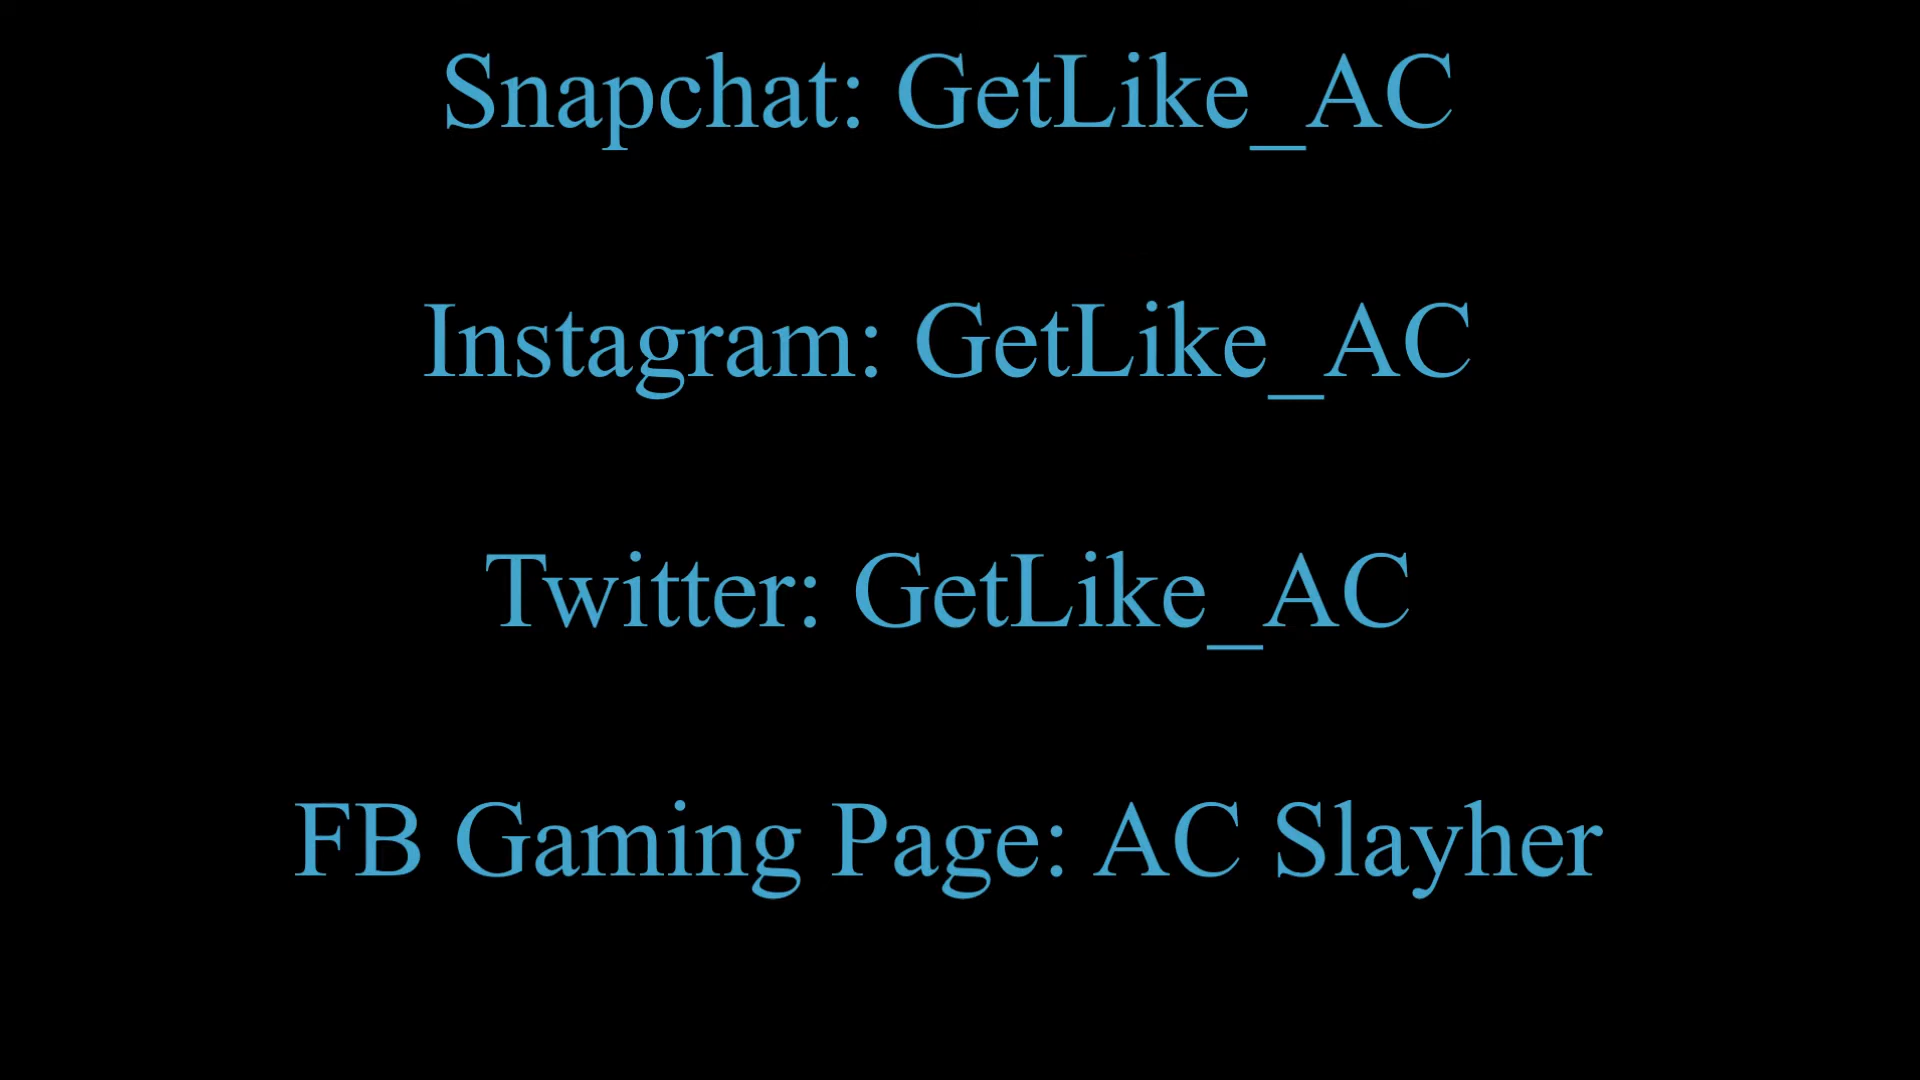 Snapchat: GetLike_AC
Instagram: GetLike_AC
Twitter: GetLike_AC
FB Gaming Page: AC Slayher